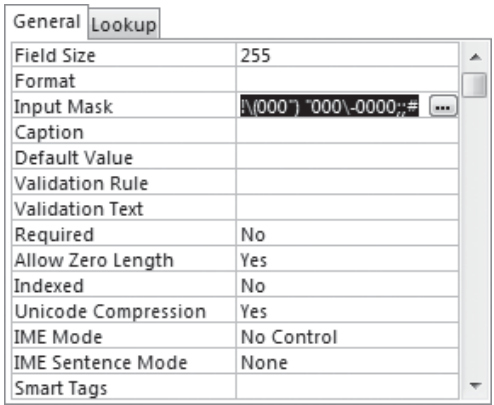 General Lookup
Field Size 255
Format
Input Mask !\(000") "000\-0000;;# ...
Caption
Default Value
Validation Rule
Validation Text
Required No
Allow Zero Length Yes
Indexed No
Unicode Compression Yes
IME Mode No Control
IME Sentence Mode None
Smart Tags